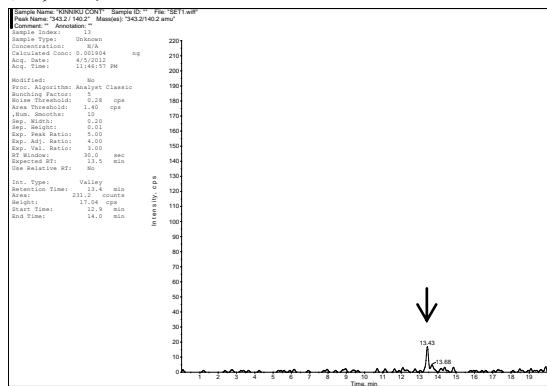 Sample Name: "KINNIKU CONT" Sample ID: "" File: "SET1.wiff"
Peak Name: "343.2 / 140.2" Mass(es): "343.2/140.2 amu"
Comment: "" Annotation: ""
Sample Index: 13
Sample Type: Unknown
Concentration: N/A
Calculated Conc: 0.001904 ng
Acq. Date: 4/5/2012
Acq. Time: 11:46:57 PM
Modified: No
Proc. Algorithm: Analyst Classic
Bunching Factor: 5
Noise Threshold: 0.28 cps
Area Threshold: 1.40 cps
Num. Smooths: 10
Sep. Width: 0.20
Sep. Height: 0.01
Exp. Peak Ratio: 5.00
Exp. Adj. Ratio: 4.00
Exp. Val. Ratio: 3.00
RT Window: 30.0 sec
Expected RT: 13.5 min
Use Relative RT: No
Int. Type: Valley
Retention Time: 13.4 min
Area: 231.2 counts
Height: 17.04 cps
Start Time: 12.9 min
End Time: 14.0 min
Intensity, cps
220
210
200
190
180
170
160
150
140
130
120
110
100
90
80
70
60
50
40
30
20
10
0
13.43
13.68
1 2 3 4 5 6 7 8 9 10 11 12 13 14 15 16 17 18 19
Time, min